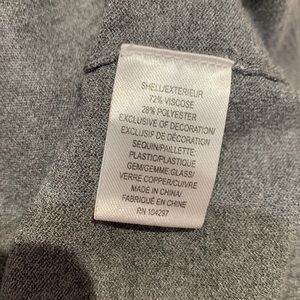 SHELL/EXTERIEUR
72% VISCOSE
28% POLYESTER
EXCLUSIVE OF DECORATION/
EXCLUSIF DE DÉCORATION
SEQUIN/PAILLETTE
PLASTIC/PLASTIQUE
GEM/GEMME:GLASS/
VERRE COPPER/CUIVRE
MADE IN CHINA/
FABRIQUÉ EN CHINE
RN 104297